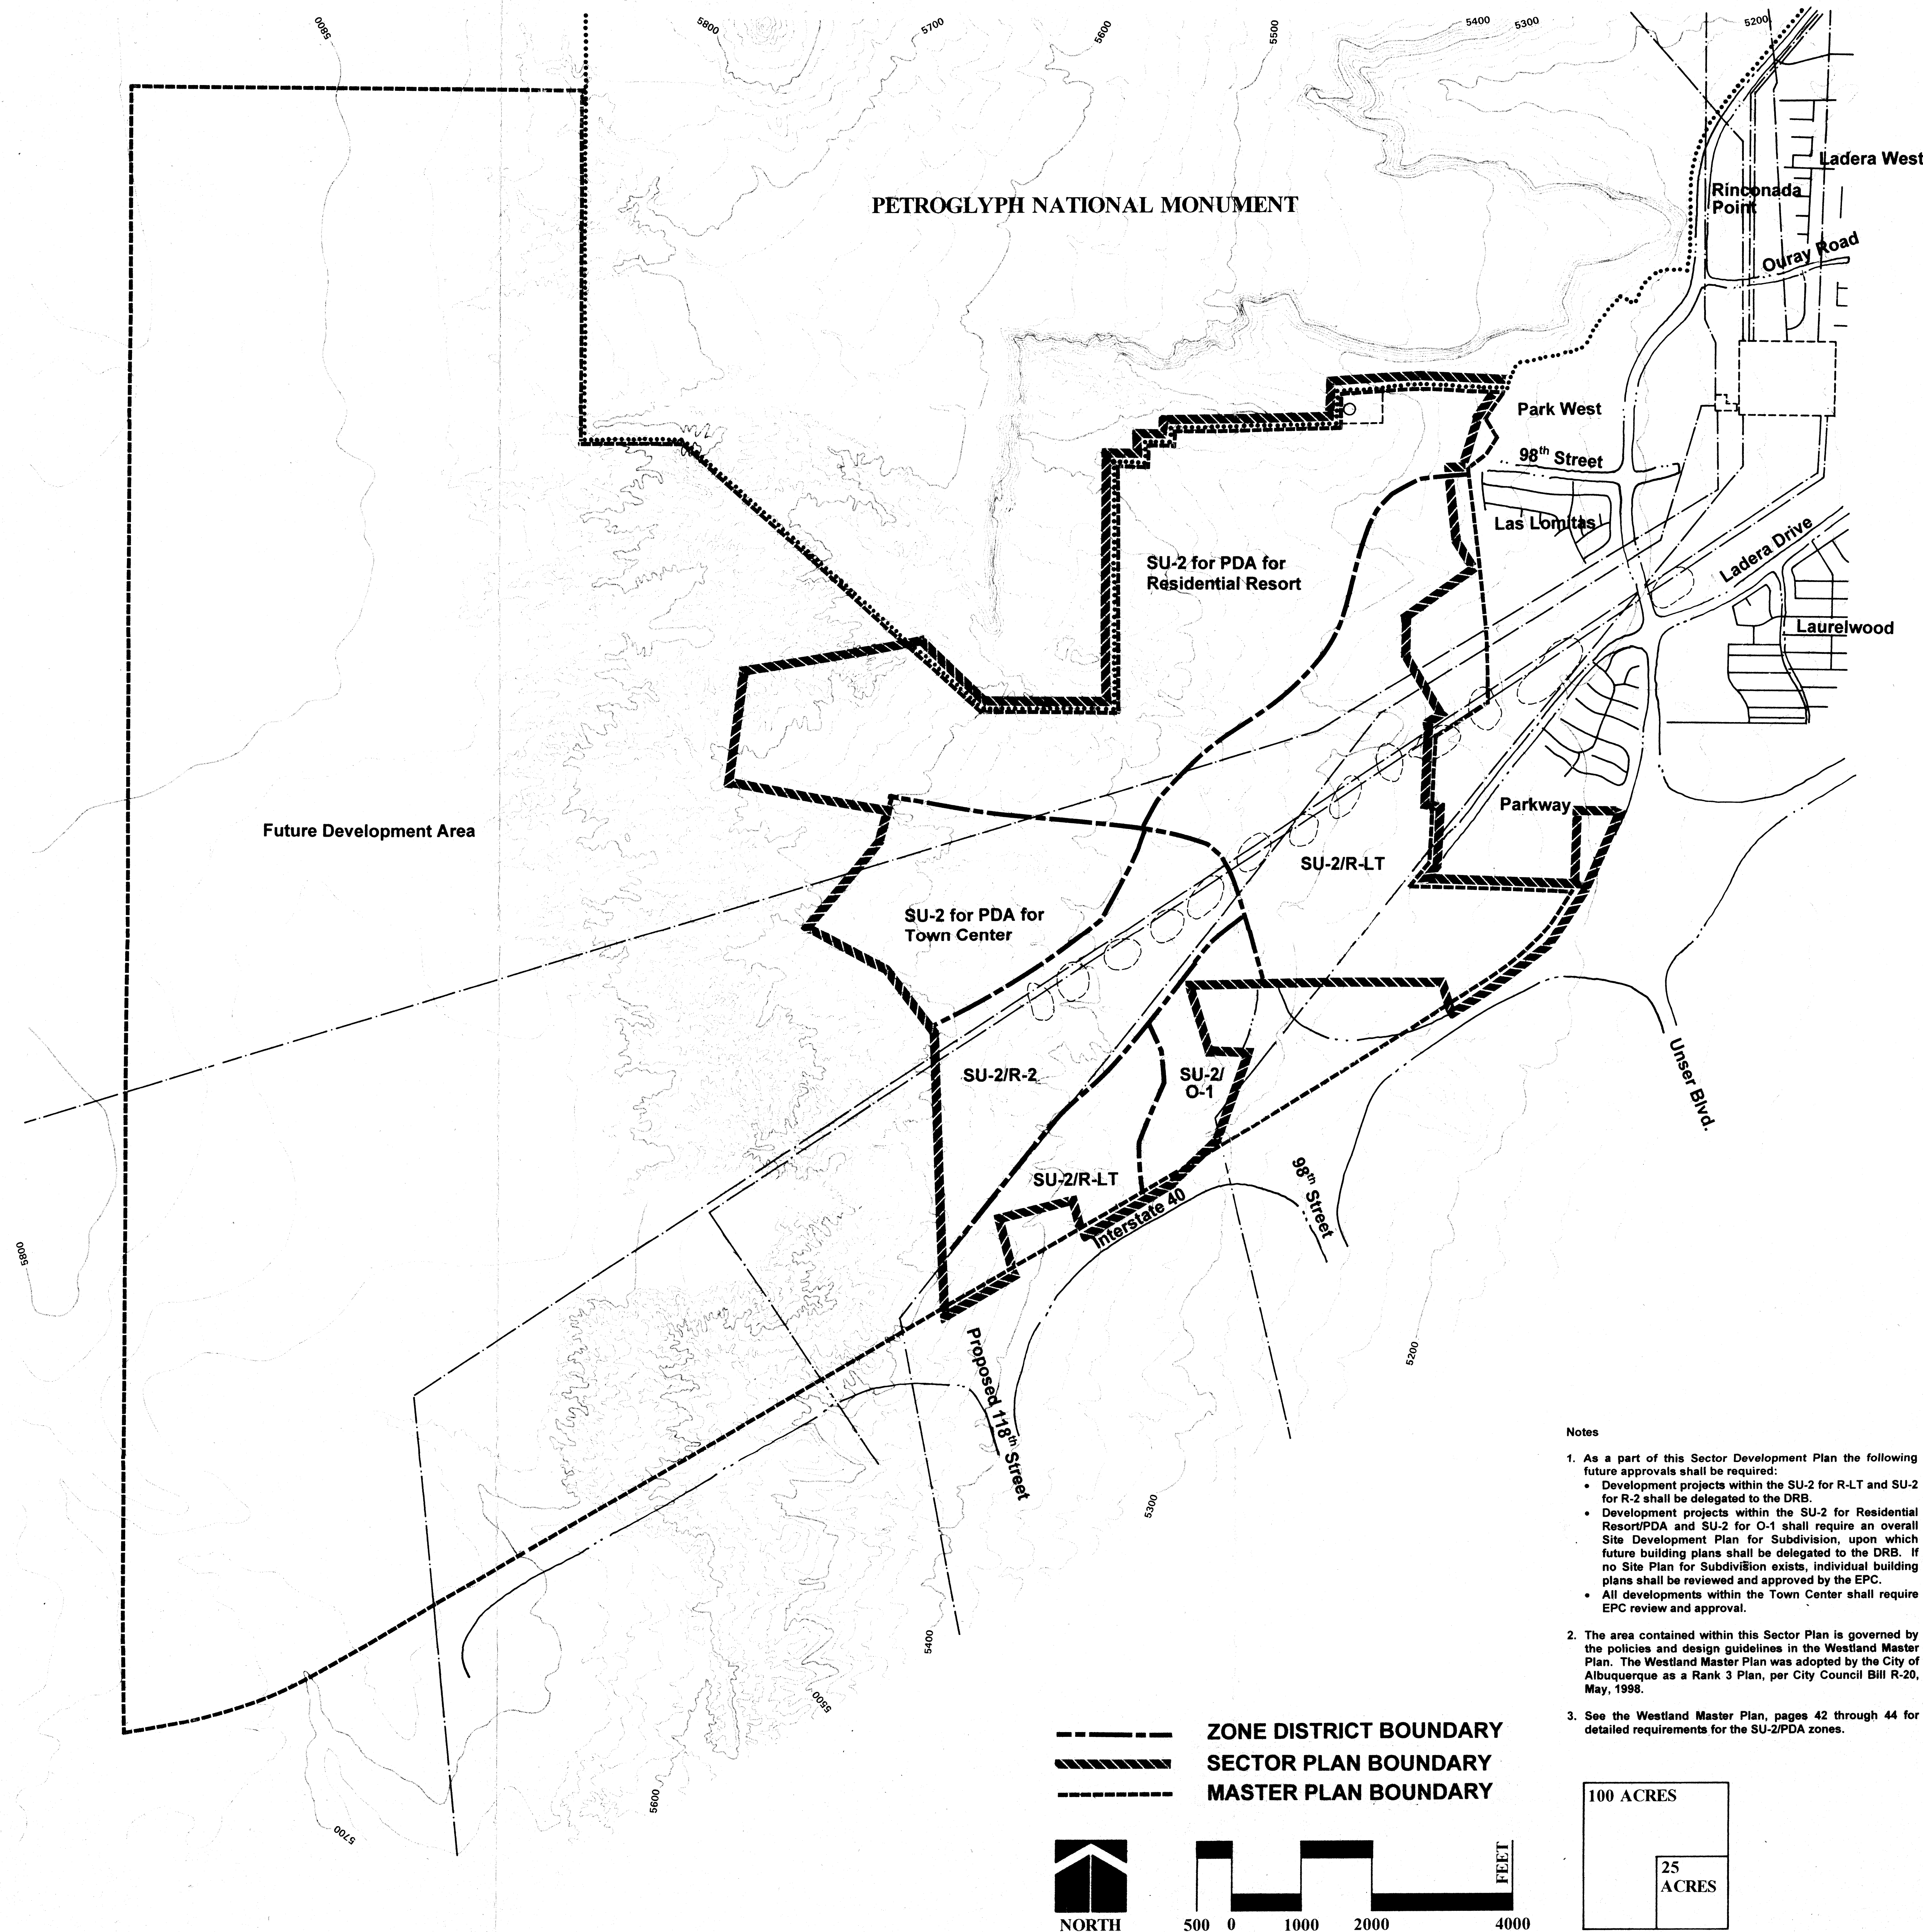 5800
5800
5700
5600
5500
5400
5300
5200
PETROGLYPH NATIONAL MONUMENT
Ladera West
Rinconada
Point
Ouray Road
Park West
98th Street
Las Lomitas
Ladera Drive
Laurelwood
SU-2 for PDA for
Residential Resort
Parkway
Future Development Area
SU-2/R-LT
SU-2 for PDA for
Town Center
SU-2/R-2
SU-2/
O-1
Unser Blvd.
SU-2/R-LT
98th Street
Interstate 40
5800
Proposed 118th Street
5200
5300
5400
5500
5600
5700
Notes
1. As a part of this Sector Development Plan the following
future approvals shall be required:
• Development projects within the SU-2 for R-LT and SU-2
for R-2 shall be delegated to the DRB.
• Development projects within the SU-2 for Residential
Resort/PDA and SU-2 for O-1 shall require an overall
Site Development Plan for Subdivision, upon which
future building plans shall be delegated to the DRB. If
no Site Plan for Subdivision exists, individual building
plans shall be reviewed and approved by the EPC.
• All developments within the Town Center shall require
EPC review and approval.
2. The area contained within this Sector Plan is governed by
the policies and design guidelines in the Westland Master
Plan. The Westland Master Plan was adopted by the City of
Albuquerque as a Rank 3 Plan, per City Council Bill R-20,
May, 1998.
3. See the Westland Master Plan, pages 42 through 44 for
detailed requirements for the SU-2/PDA zones.
ZONE DISTRICT BOUNDARY
SECTOR PLAN BOUNDARY
MASTER PLAN BOUNDARY
NORTH
500 0 1000 2000 4000
FEET
100 ACRES
25
ACRES